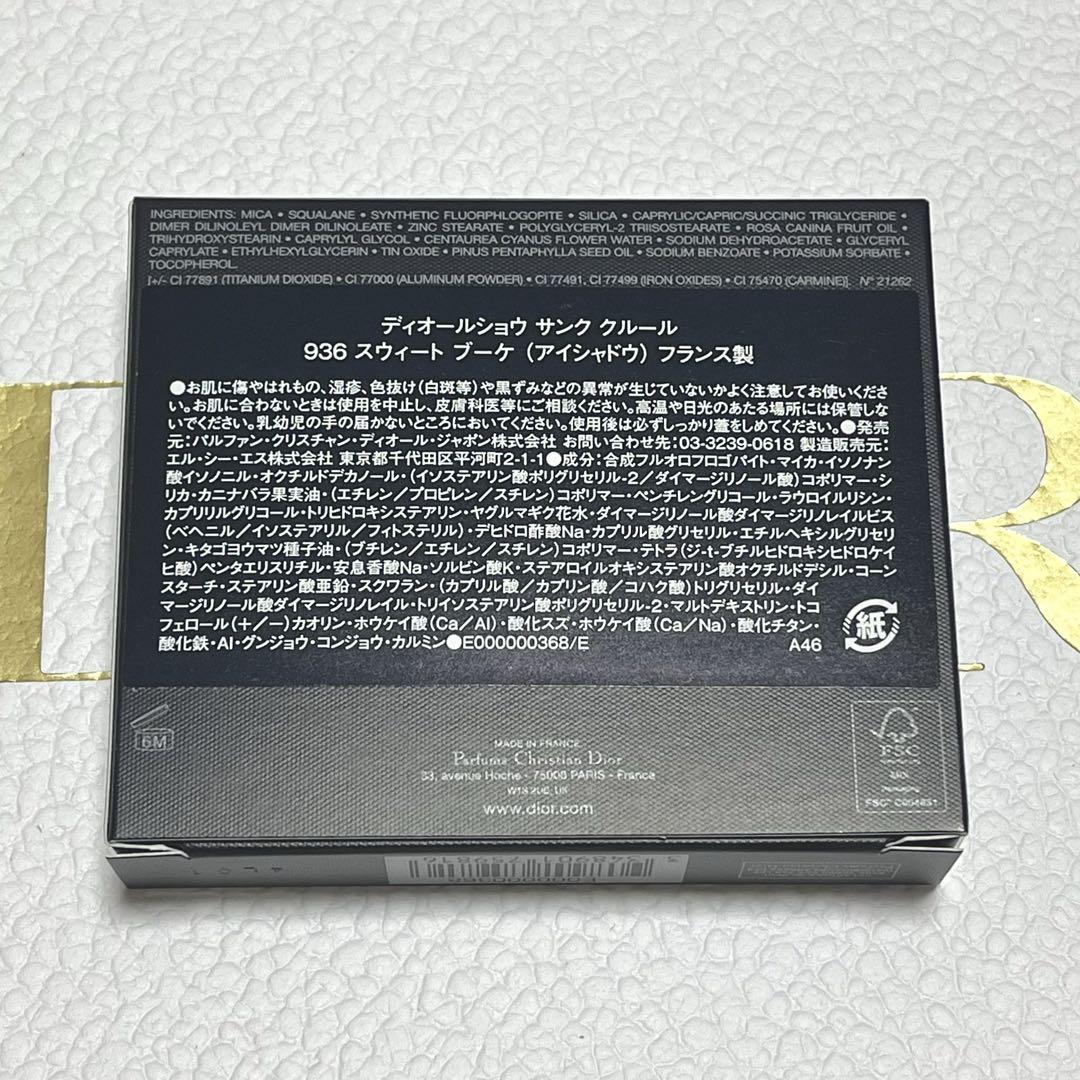 INGREDIENTS: MICA • SQUALANE • SYNTHETIC FLUORPHLOGOPITE • SILICA • CAPRYLIC/CAPRIC/SUCCINIC TRIGLYCERIDE •
DIMER DILINOLEYL DIMER DILINOLEATE • ZINC STEARATE • POLYGLYCERYL-2 TRIISOSTEARATE • ROSA CANINA FRUIT OIL •
TRIHYDROXYSTEARIN • CAPRYLYL GLYCOL • CENTAUREA CYANUS FLOWER WATER • SODIUM DEHYDROACETATE • GLYCERYL
CAPRYLATE • ETHYLHEXYLGLYCERIN • TIN OXIDE • PINUS PENTAPHYLLA SEED OIL • SODIUM BENZOATE • POTASSIUM SORBATE •
TOCOPHEROL.
[+/- CI 77891 (TITANIUM DIOXIDE) • CI 77000 (ALUMINUM POWDER) • CI 77491, CI 77499 (IRON OXIDES) • CI 75470 (CARMINE)]. N° 21262
ディオールショウ サンク クルール
936 スウィート ブーケ (アイシャドウ) フランス製
●お肌に傷やはれもの、湿疹、色抜け(白斑等)や黒ずみなどの異常が生じていないかよく注意してお使いくださ
い。お肌に合わないときは使用を中止し、皮膚科医等にご相談ください。高温や日光のあたる場所には保管しな
いでください。乳幼児の手の届かないところにおいてください。使用後は必ずしっかり蓋をしめてください。●発売
元:パルファン・クリスチャン・ディオール・ジャポン株式会社 お問い合わせ先:03-3239-0618 製造販売元:
エル・シー・エス株式会社 東京都千代田区平河町2-1-1●成分:合成フルオロフロゴパイト・マイカ・イソノナン
酸イソノニル・オクチルドデカノール・(イソステアリン酸ポリグリセリル-2/ダイマージリノール酸)コポリマー・シ
リカ・カニナバラ果実油・(エチレン/プロピレン/スチレン)コポリマー・ペンチレングリコール・ラウロイルリシン・
カプリリルグリコール・トリヒドロキシステアリン・ヤグルマギク花水・ダイマージリノール酸ダイマージリノレイルビス
(ベヘニル/イソステアリル/フィトステリル)・デヒドロ酢酸Na・カプリル酸グリセリル・エチルヘキシルグリセリ
ン・キタゴヨウマツ種子油・(ブチレン/エチレン/スチレン)コポリマー・テトラ(ジ-t-ブチルヒドロキシヒドロケイ
ヒ酸)ペンタエリスリチル・安息香酸Na・ソルビン酸K・ステアロイルオキシステアリン酸オクチルドデシル・コーン
スターチ・ステアリン酸亜鉛・スクワラン・(カプリル酸/カプリン酸/コハク酸)トリグリセリル・ダイ
マージリノール酸ダイマージリノレイル・トリイソステアリン酸ポリグリセリル-2・マルトデキストリン・トコ
フェロール(+/-)カオリン・ホウケイ酸(Ca/Al)・酸化スズ・ホウケイ酸(Ca/Na)・酸化チタン・
酸化鉄・Al・グンジョウ・コンジョウ・カルミン●E000000368/E
A46
紙
6M
MADE IN FRANCE
Parfums Christian Dior
33, avenue Hoche - 75008 PARIS - France
W1S 2UE, UK
www.dior.com
FSC
MIX
Packaging
3 348901 759816
E000000368
R